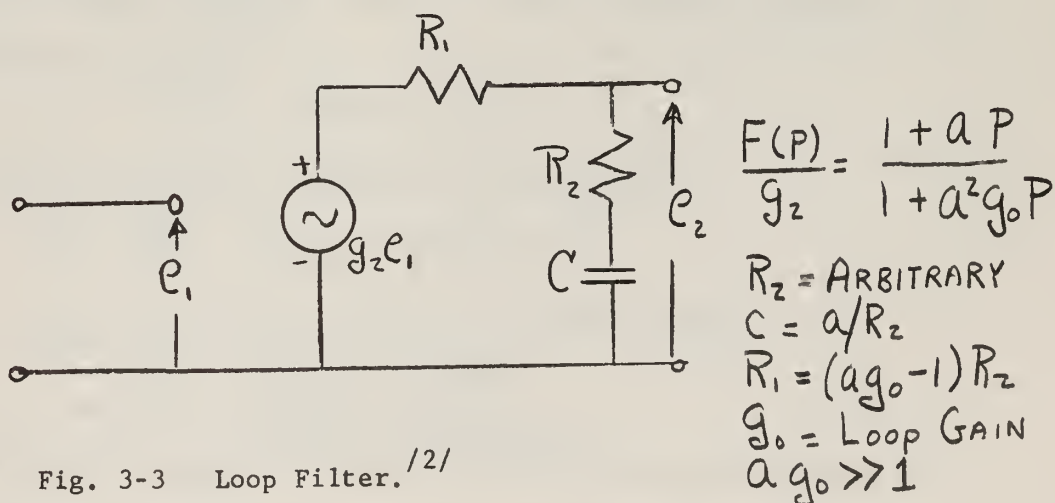 R₁
+
-
g₂e₁
R₂
C
e₁
e₂
F(P)/g₂ = (1 + a P)/(1 + a²g₀P)
R₂ = ARBITRARY
C = a/R₂
R₁ = (ag₀-1) R₂
g₀ = LOOP GAIN
a g₀ >> 1
Fig. 3-3 Loop Filter. /2/